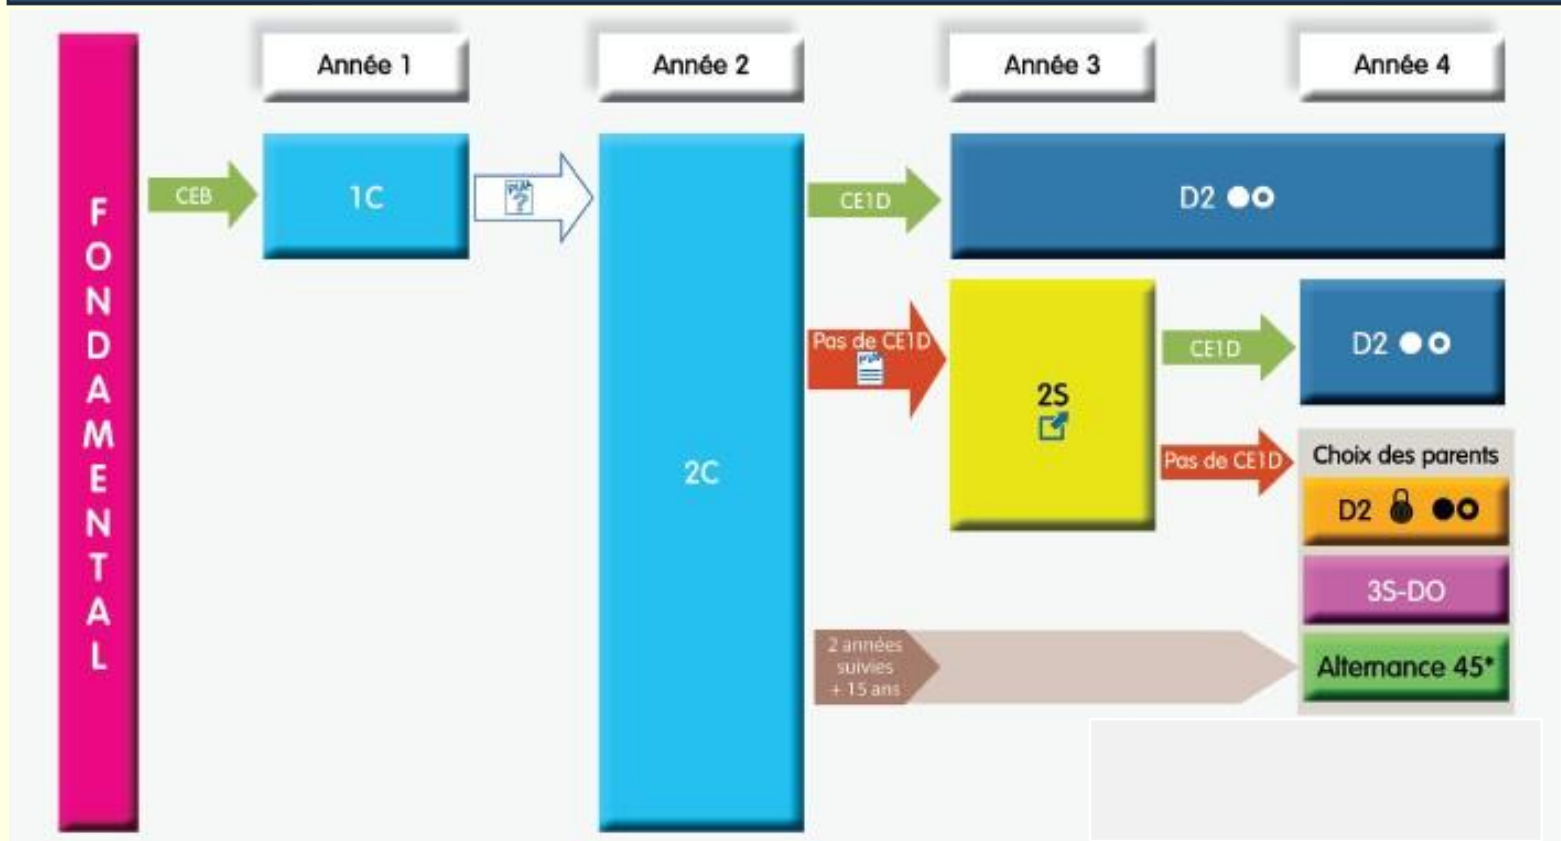 Année 1
Année 2
Année 3
Année 4
FONDAMENTAL
CEB
1C
PIA
?
2C
CE1D
D2
Pas de CE1D
PIA
2S
CE1D
D2
Pas de CE1D
Choix des parents
D2
3S-DO
Alternance 45*
2 années
suivies
+ 15 ans